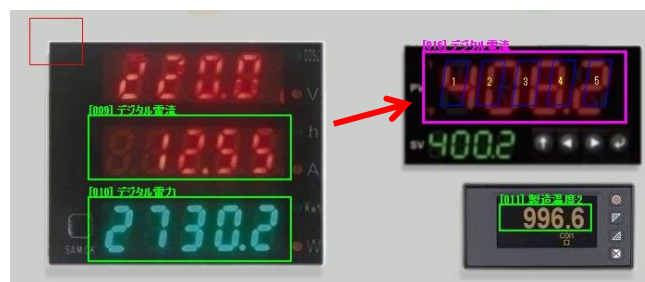 220.0
V
[009] デジタル電流
12.55
h
A
[010] デジタル電力
2730.2
W
[016] デジタル電流
1 2 3 4 5
408.2
SV 400.2
[011] 製造温度2
996.6
COM